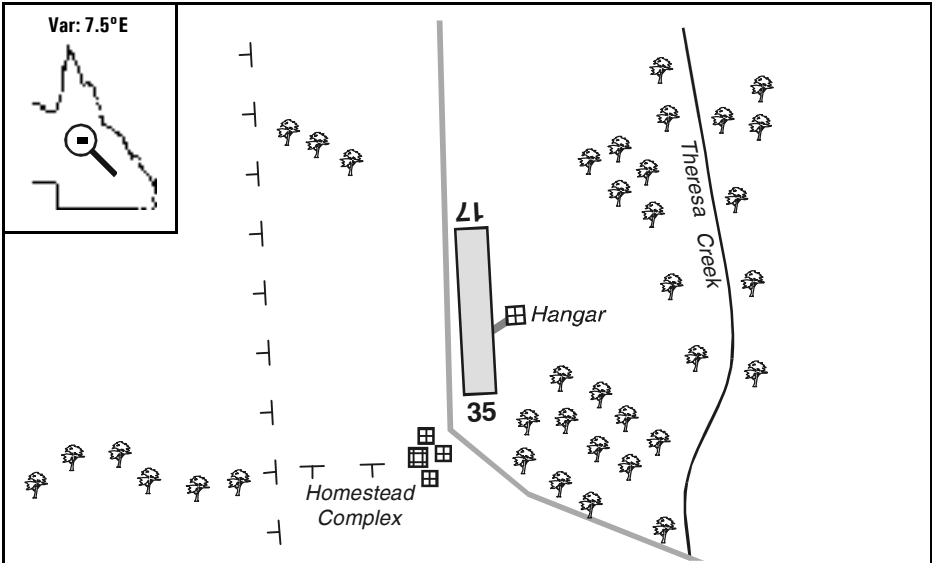 Var: 7.5°E
17
Theresa Creek
Hangar
35
Homestead
Complex